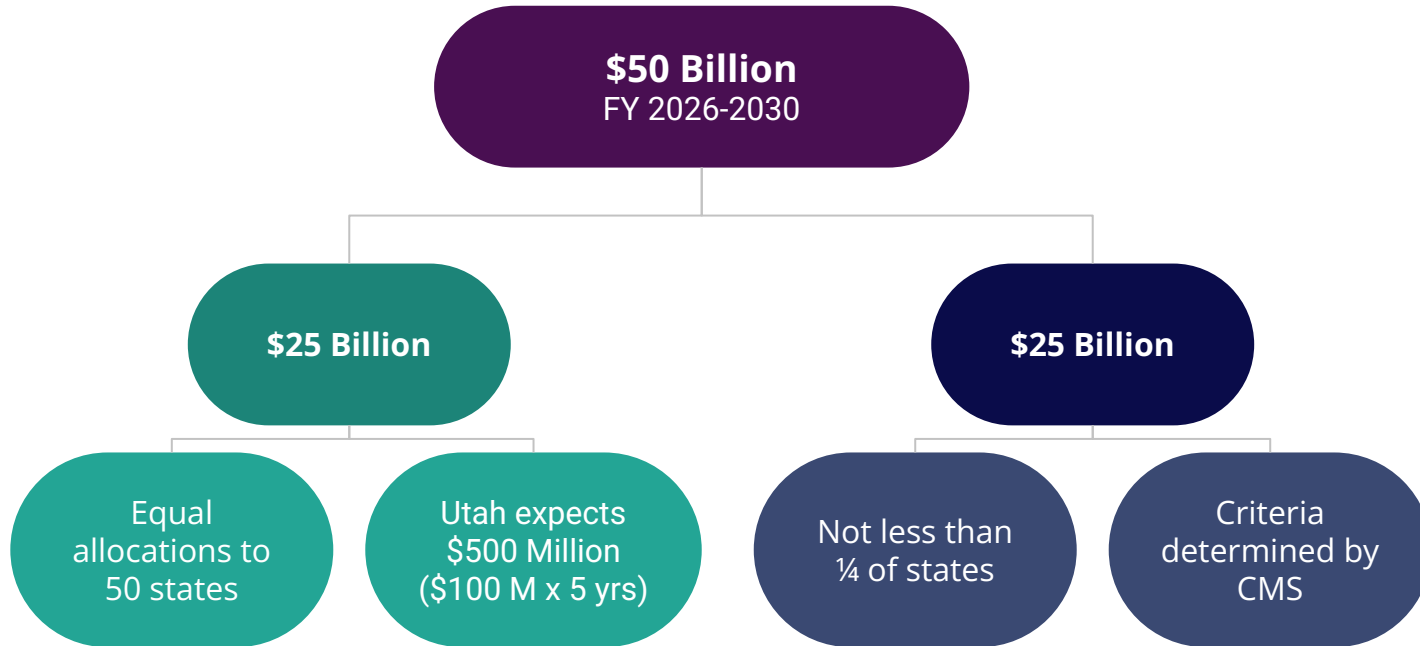 $50 Billion
FY 2026-2030
$25 Billion
$25 Billion
Equal
allocations to
50 states
Utah expects
$500 Million
($100 M x 5 yrs)
Not less than
¼ of states
Criteria
determined by
CMS